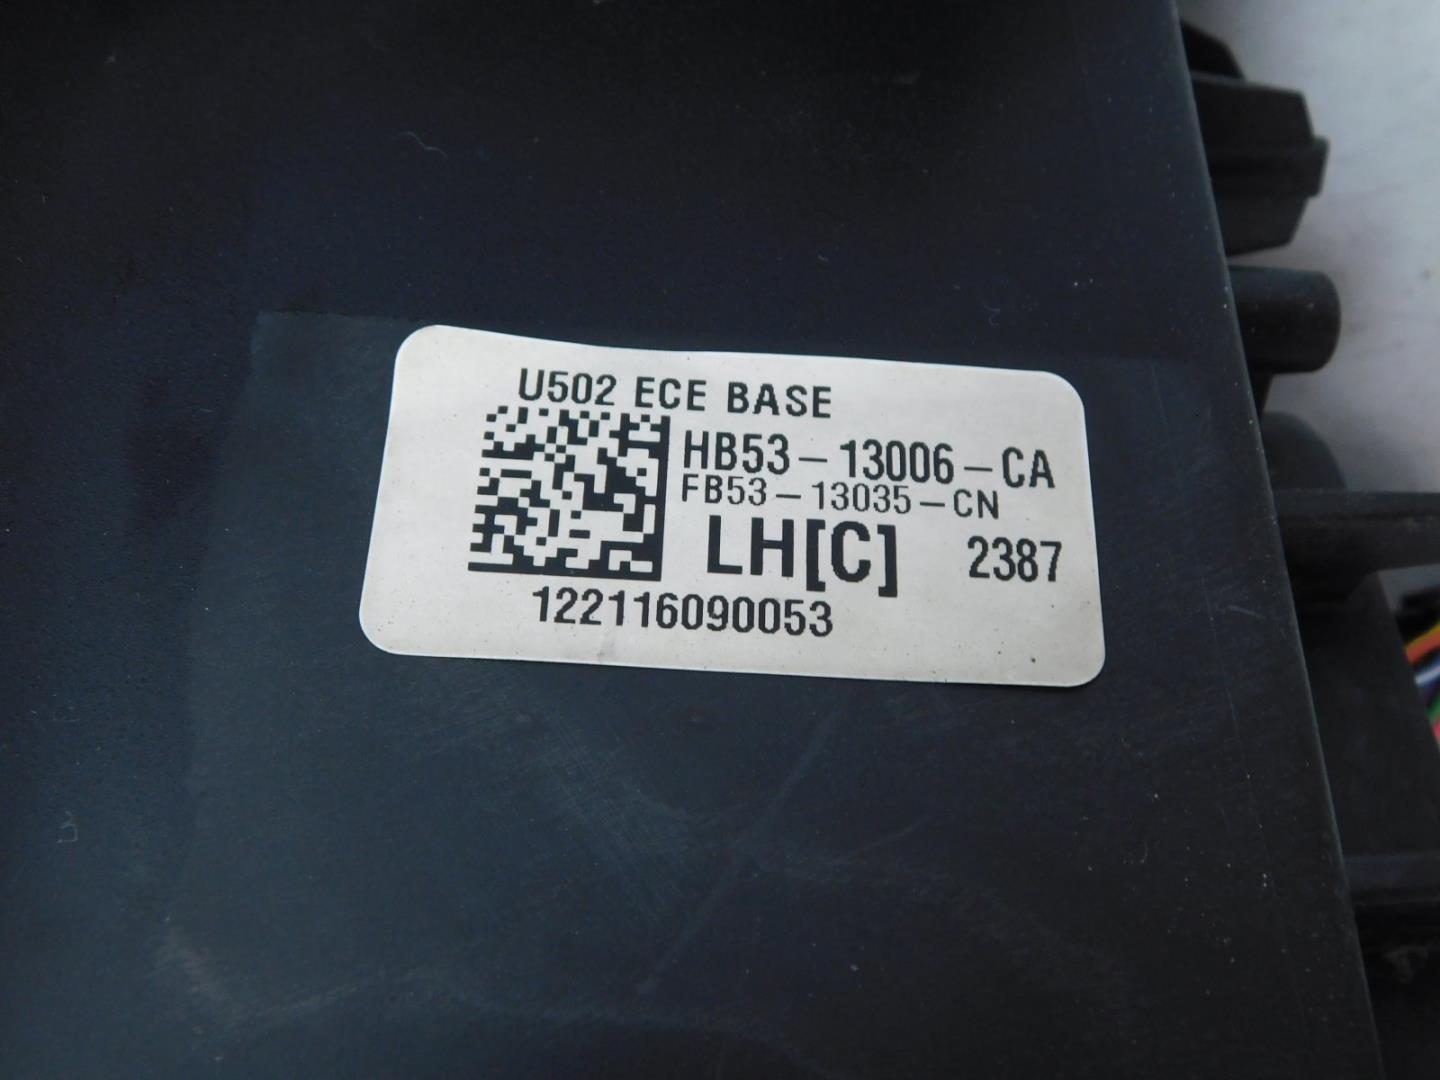 U502 ECE BASE
HB53-13006-CA
FB53-13035-CN
LH[C] 2387
122116090053